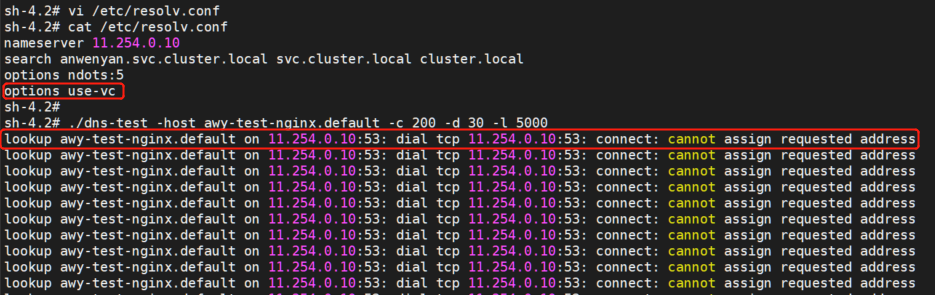 sh-4.2# vi /etc/resolv.conf
sh-4.2# cat /etc/resolv.conf
nameserver 11.254.0.10
search anwenyan.svc.cluster.local svc.cluster.local cluster.local
options ndots:5
options use-vc
sh-4.2#
sh-4.2# ./dns-test -host awy-test-nginx.default -c 200 -d 30 -l 5000
lookup awy-test-nginx.default on 11.254.0.10:53: dial tcp 11.254.0.10:53: connect: cannot assign requested address
lookup awy-test-nginx.default on 11.254.0.10:53: dial tcp 11.254.0.10:53: connect: cannot assign requested address
lookup awy-test-nginx.default on 11.254.0.10:53: dial tcp 11.254.0.10:53: connect: cannot assign requested address
lookup awy-test-nginx.default on 11.254.0.10:53: dial tcp 11.254.0.10:53: connect: cannot assign requested address
lookup awy-test-nginx.default on 11.254.0.10:53: dial tcp 11.254.0.10:53: connect: cannot assign requested address
lookup awy-test-nginx.default on 11.254.0.10:53: dial tcp 11.254.0.10:53: connect: cannot assign requested address
lookup awy-test-nginx.default on 11.254.0.10:53: dial tcp 11.254.0.10:53: connect: cannot assign requested address
lookup awy-test-nginx.default on 11.254.0.10:53: dial tcp 11.254.0.10:53: connect: cannot assign requested address
lookup awy-test-nginx.default on 11.254.0.10:53: dial tcp 11.254.0.10:53: connect: cannot assign requested address
lookup awy-test-nginx.default on 11.254.0.10:53: dial tcp 11.254.0.10:53: connect: cannot assign requested address